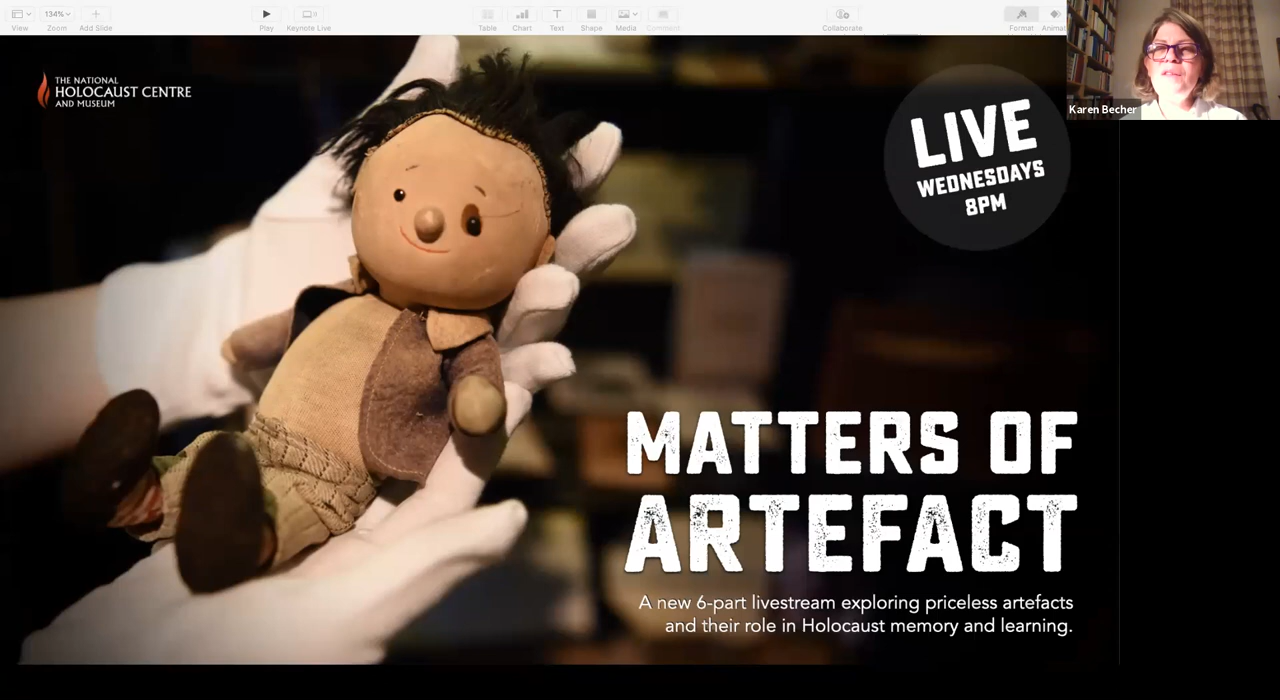 134%
View
Zoom
Add Slide
Play
Keynote Live
Table
Chart
Text
Shape
Media
Comment
Collaborate
Format
Karen Becher
THE NATIONAL
HOLOCAUST CENTRE
AND MUSEUM
LIVE
WEDNESDAYS
8PM
MATTERS OF
ARTEFACT
A new 6-part livestream exploring priceless artefacts
and their role in Holocaust memory and learning.